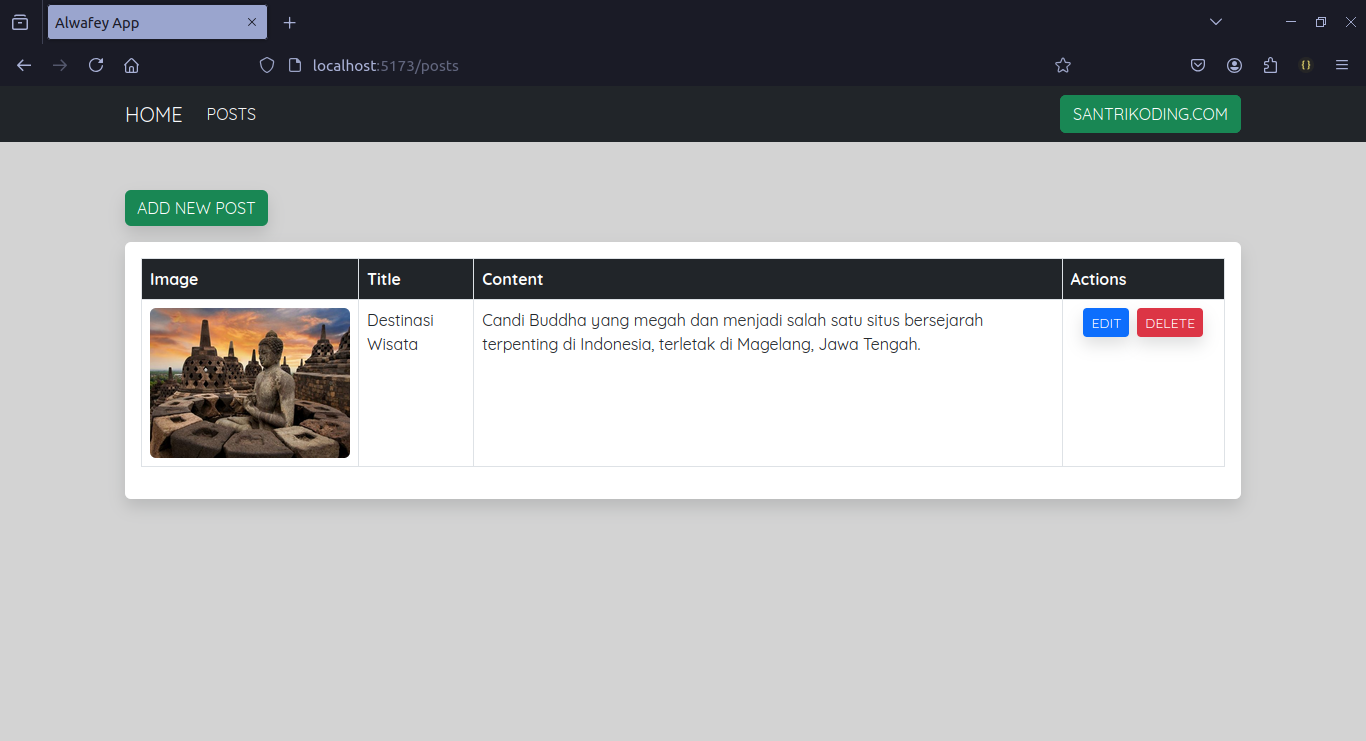 Alwafey App
localhost:5173/posts
HOME POSTS SANTRIKODING.COM
ADD NEW POST
Image Title Content Actions
Destinasi Candi Buddha yang megah dan menjadi salah satu situs bersejarah EDIT DELETE
Wisata terpenting di Indonesia, terletak di Magelang, Jawa Tengah.